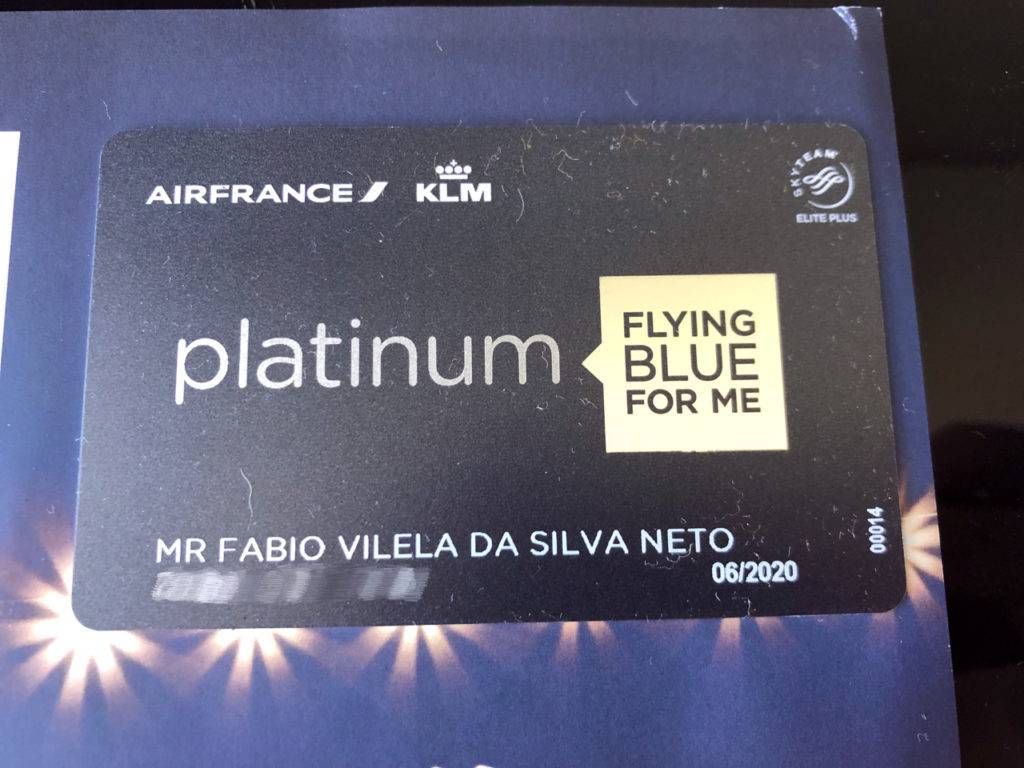 AIRFRANCE KLM
SKYTEAM
ELITE PLUS
platinum
FLYING
BLUE
FOR ME
MR FABIO VILELA DA SILVA NETO
06/2020
00014